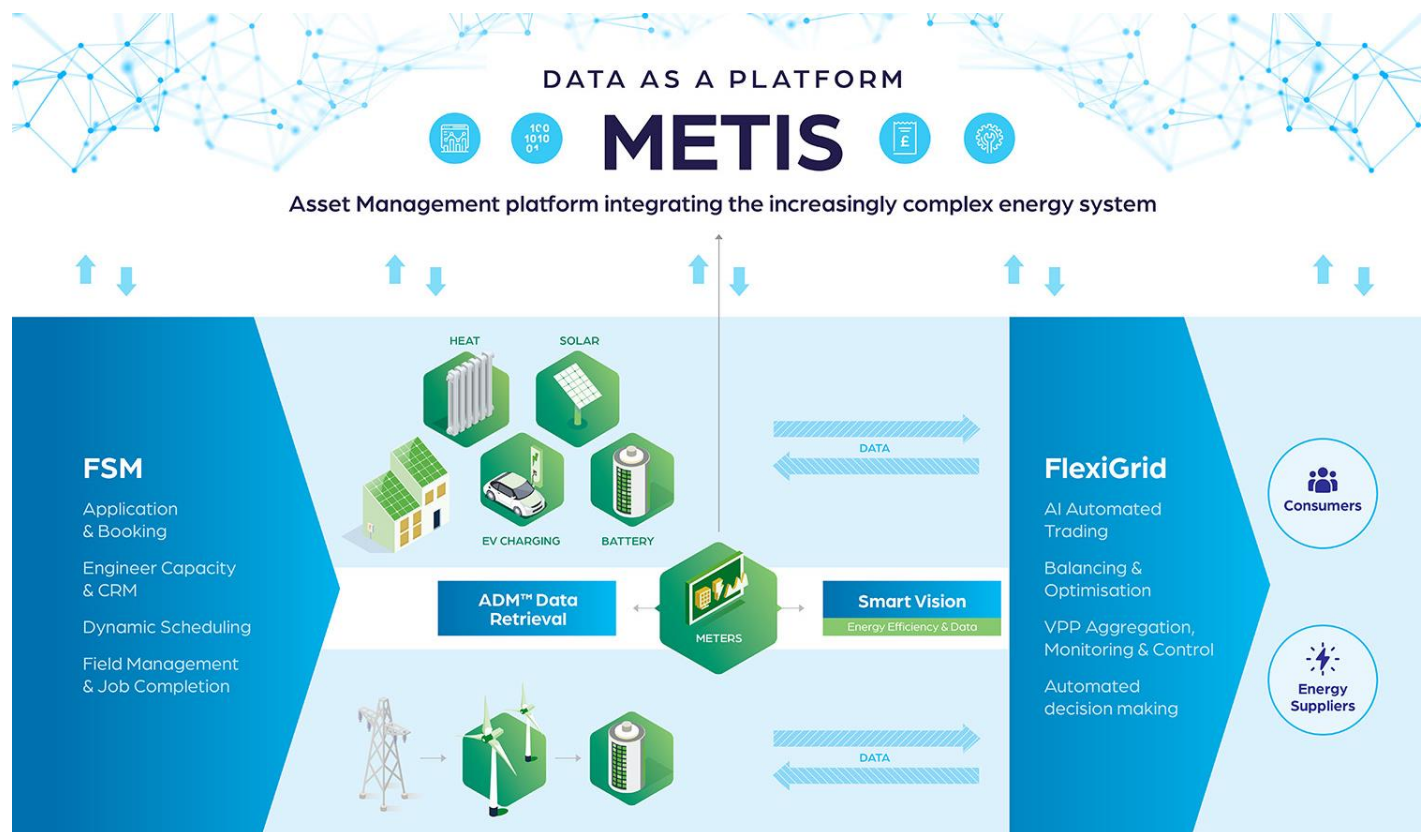 DATA AS A PLATFORM
100
1010
01
METIS
£
Asset Management platform integrating the increasingly complex energy system
FSM
Application
& Booking
Engineer Capacity
& CRM
Dynamic Scheduling
Field Management
& Job Completion
HEAT
SOLAR
EV CHARGING
BATTERY
DATA
ADM™ Data
Retrieval
METERS
Smart Vision
Energy Efficiency & Data
DATA
FlexiGrid
AI Automated
Trading
Balancing &
Optimisation
VPP Aggregation,
Monitoring & Control
Automated
decision making
Consumers
Energy
Suppliers